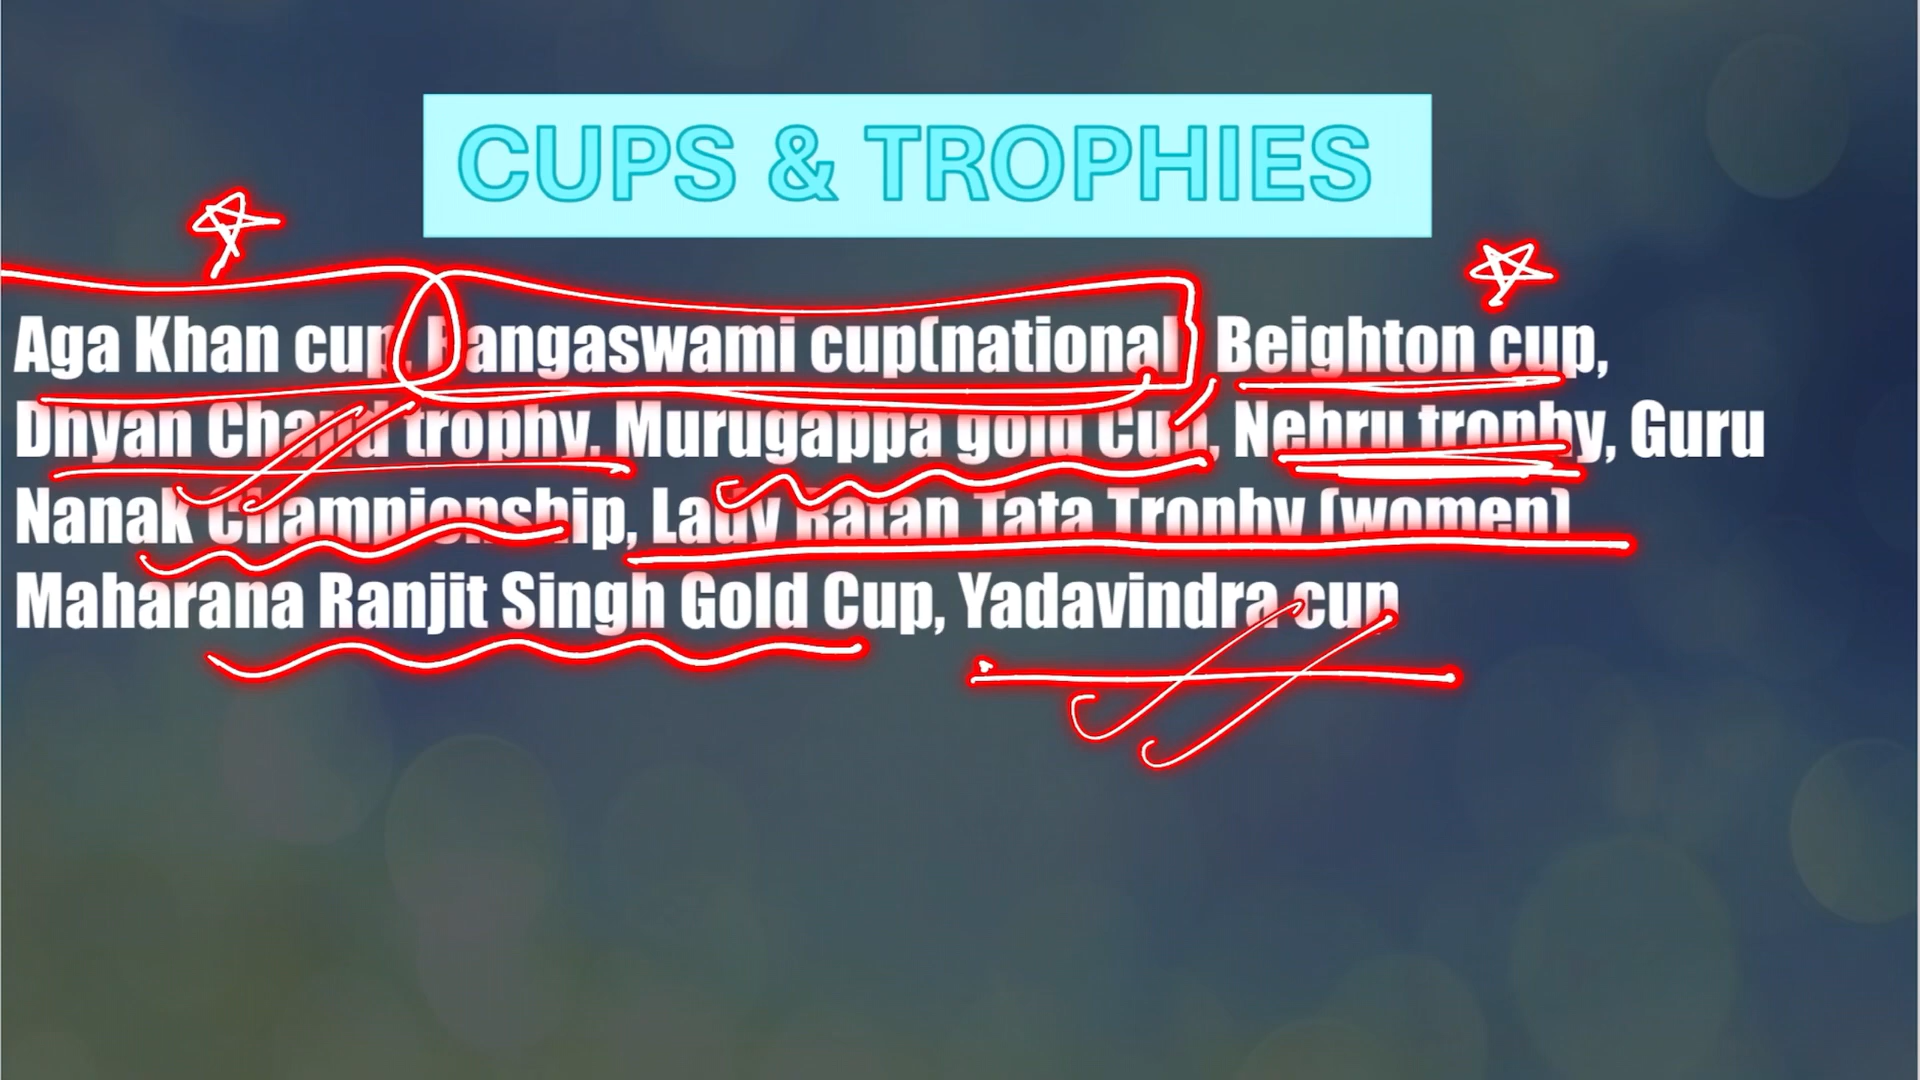 CUPS & TROPHIES
Aga Khan cup, Rangaswami cup(national) Beighton cup,
Dhyan Chand trophy, Murugappa gold Cup, Nehru trophy, Guru
Nanak Championship, Lady Ratan Tata Trophy (women)
Maharana Ranjit Singh Gold Cup, Yadavindra cup